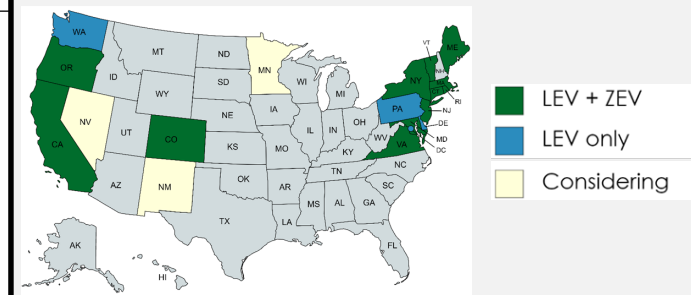 WA
MT
ND
MN
OR
ID
SD
WI
MI
WY
NE
IA
NV
UT
CO
KS
MO
IL
IN
OH
KY
WV
VA
PA
NY
VT
ME
NH
RI
NJ
DE
MD
DC
CA
AZ
NM
OK
AR
TN
NC
SC
MS
AL
GA
TX
LA
FL
AK
HI
LEV + ZEV
LEV only
Considering